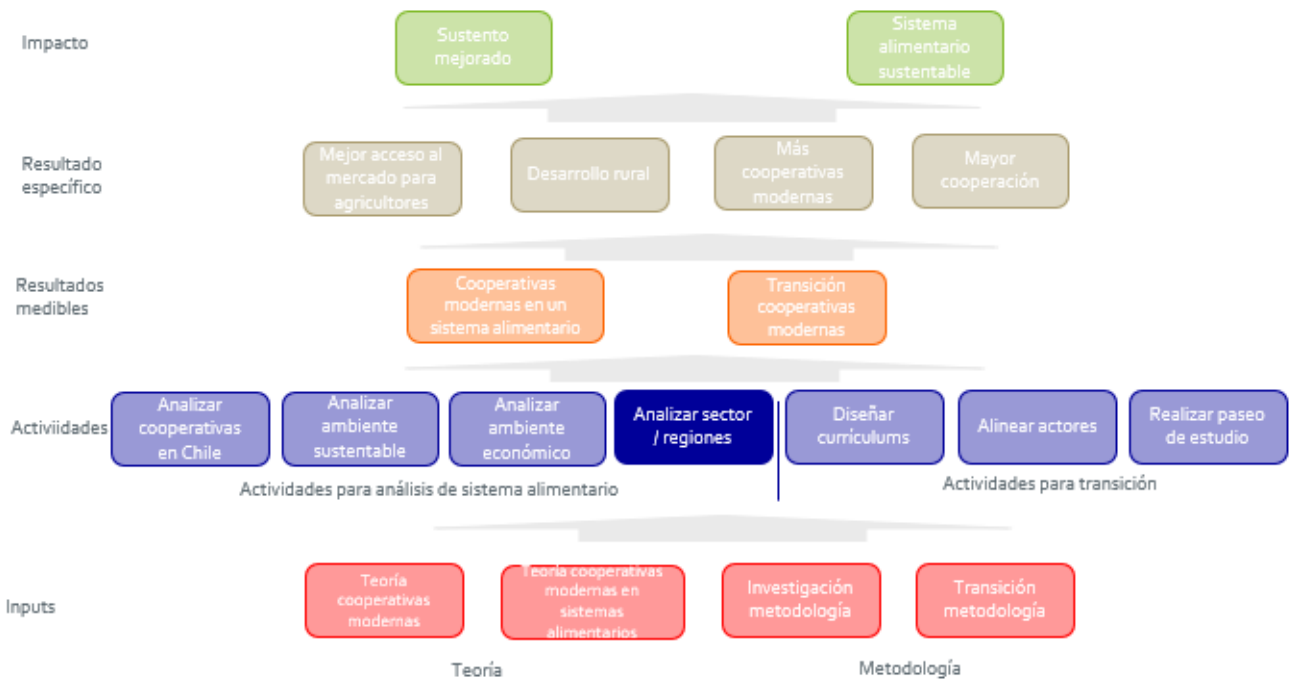 Impacto
Sustento
mejorado
Sistema
alimentario
sustentable
Resultado
específico
Mejor acceso al
mercado para
agricultores
Desarrollo rural
Más
cooperativas
modernas
Mayor
cooperación
Resultados
medibles
Cooperativas
modernas en un
sistema alimentario
Transición
cooperativas
modernas
Activiidades
Analizar
cooperativas
en Chile
Analizar
ambiente
sustentable
Analizar
ambiente
económico
Analizar sector
/ regiones
Diseñar
currículums
Alinear actores
Realizar paseo
de estudio
Actividades para análisis de sistema alimentario
Actividades para transición
Inputs
Teoría
cooperativas
modernas
Teoría cooperativas
modernas en
sistemas
alimentarios
Investigación
metodología
Transición
metodología
Teoría
Metodología